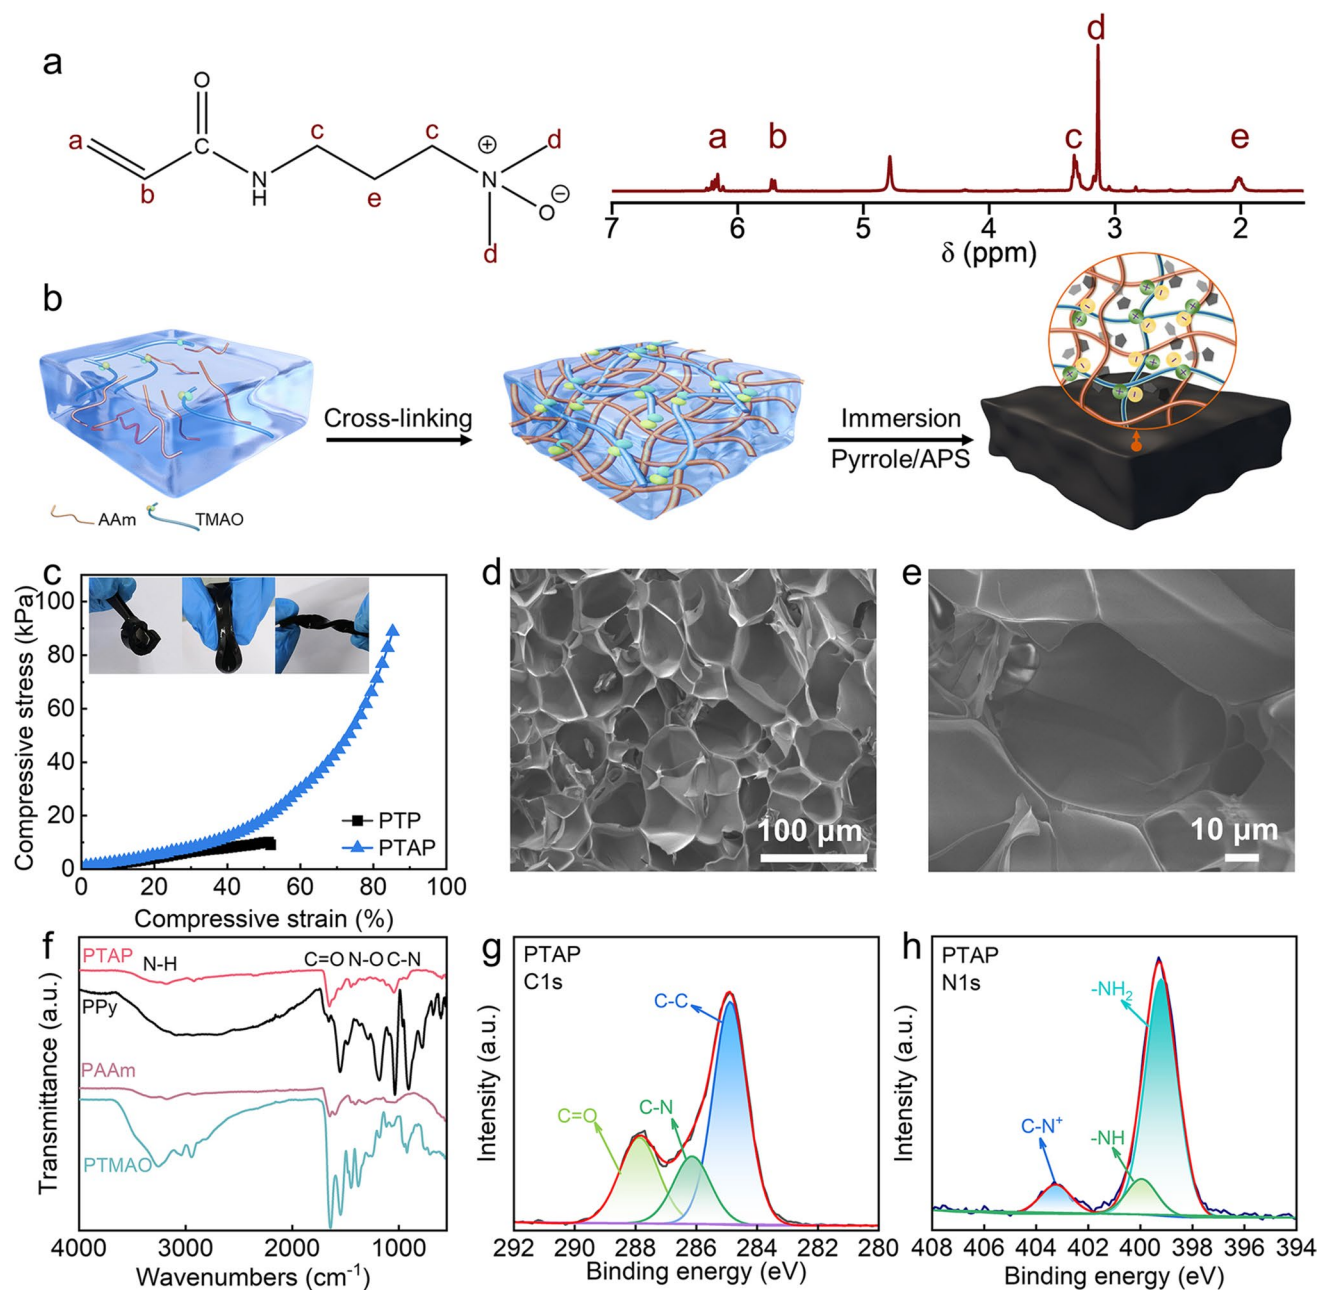 a
O
C
N
H
N
⊕
O
⊖
a
b
c
e
c
d
d
a
b
c
d
e
7 6 5 4 3 2
δ (ppm)
b
Cross-linking
Immersion
Pyrrole/APS
AAm
TMAO
c
Compressive stress (kPa)
100
80
60
40
20
0
PTP
PTAP
0 20 40 60 80 100
Compressive strain (%)
d
100 μm
e
10 μm
f
Transmittance (a.u.)
PTAP
N-H
C=O N-O C-N
PPy
PAAm
PTMAO
4000 3000 2000 1000
Wavenumbers (cm⁻¹)
g
Intensity (a.u.)
PTAP
C1s
C-C
C-N
C=O
292 290 288 286 284 282 280
Binding energy (eV)
h
Intensity (a.u.)
PTAP
N1s
-NH₂
C-N⁺
-NH
408 406 404 402 400 398 396 394
Binding energy (eV)